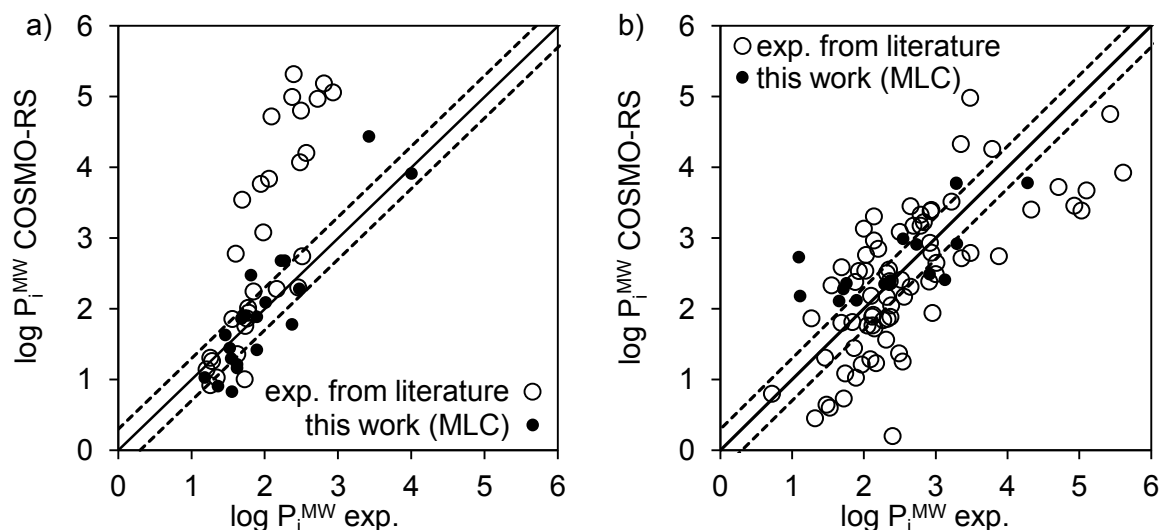 a)
6
5
4
3
2
1
0
log P_i^MW COSMO-RS
exp. from literature
this work (MLC)
0 1 2 3 4 5 6
log P_i^MW exp.
b)
6
5
4
3
2
1
0
log P_i^MW COSMO-RS
exp. from literature
this work (MLC)
0 1 2 3 4 5 6
log P_i^MW exp.